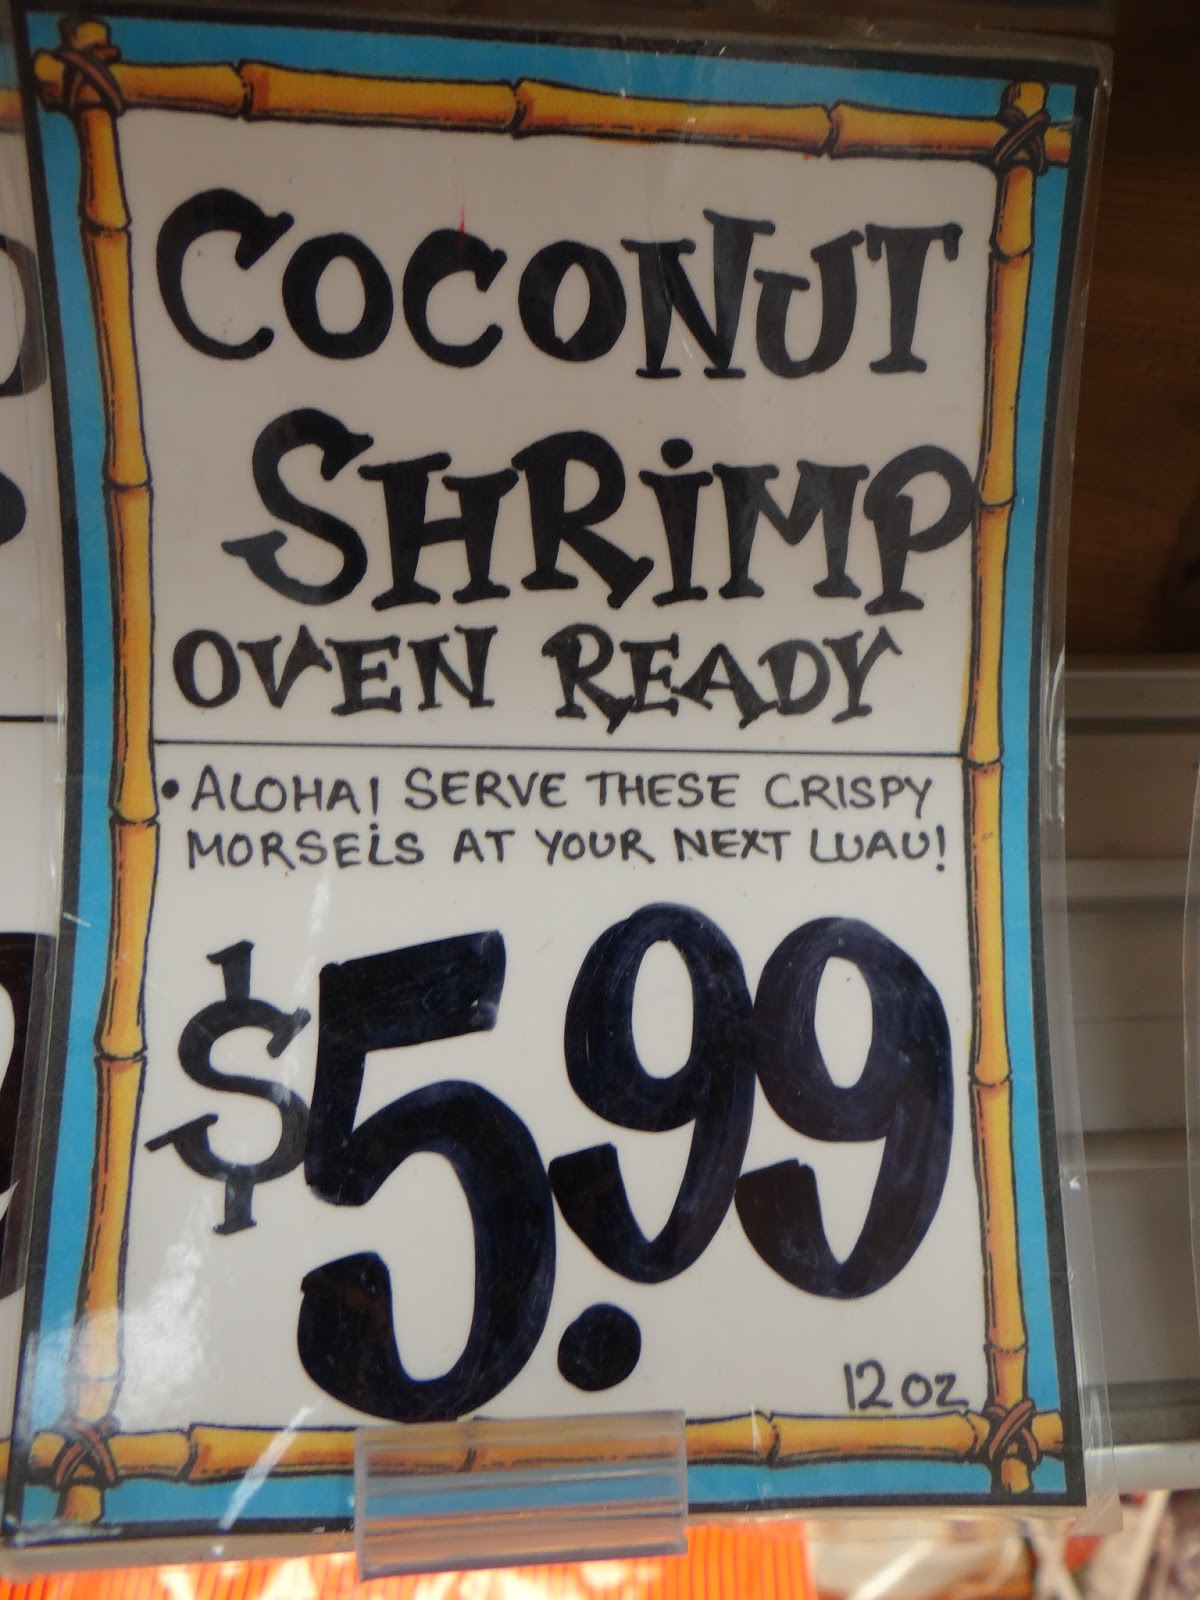 COCONUT
SHRiMP
OVEN READY
• ALOHA! SERVE THESE CRISPY
MORSELS AT YOUR NEXT LUAU!
$5.99
12 oz